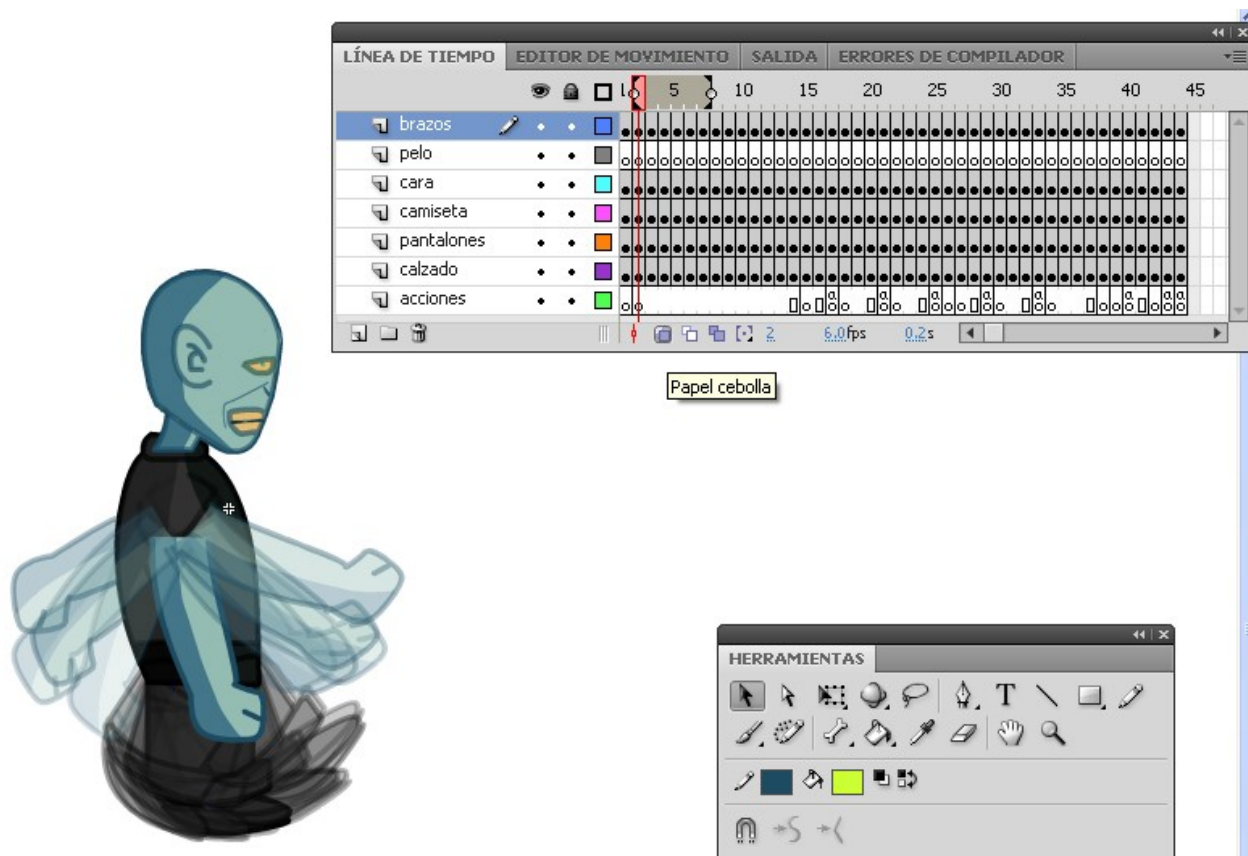 LÍNEA DE TIEMPO EDITOR DE MOVIMIENTO SALIDA ERRORES DE COMPILADOR
1 5 10 15 20 25 30 35 40 45
brazos
pelo
cara
camiseta
pantalones
calzado
acciones
2 6.0fps 0.2s
Papel cebolla
HERRAMIENTAS
T